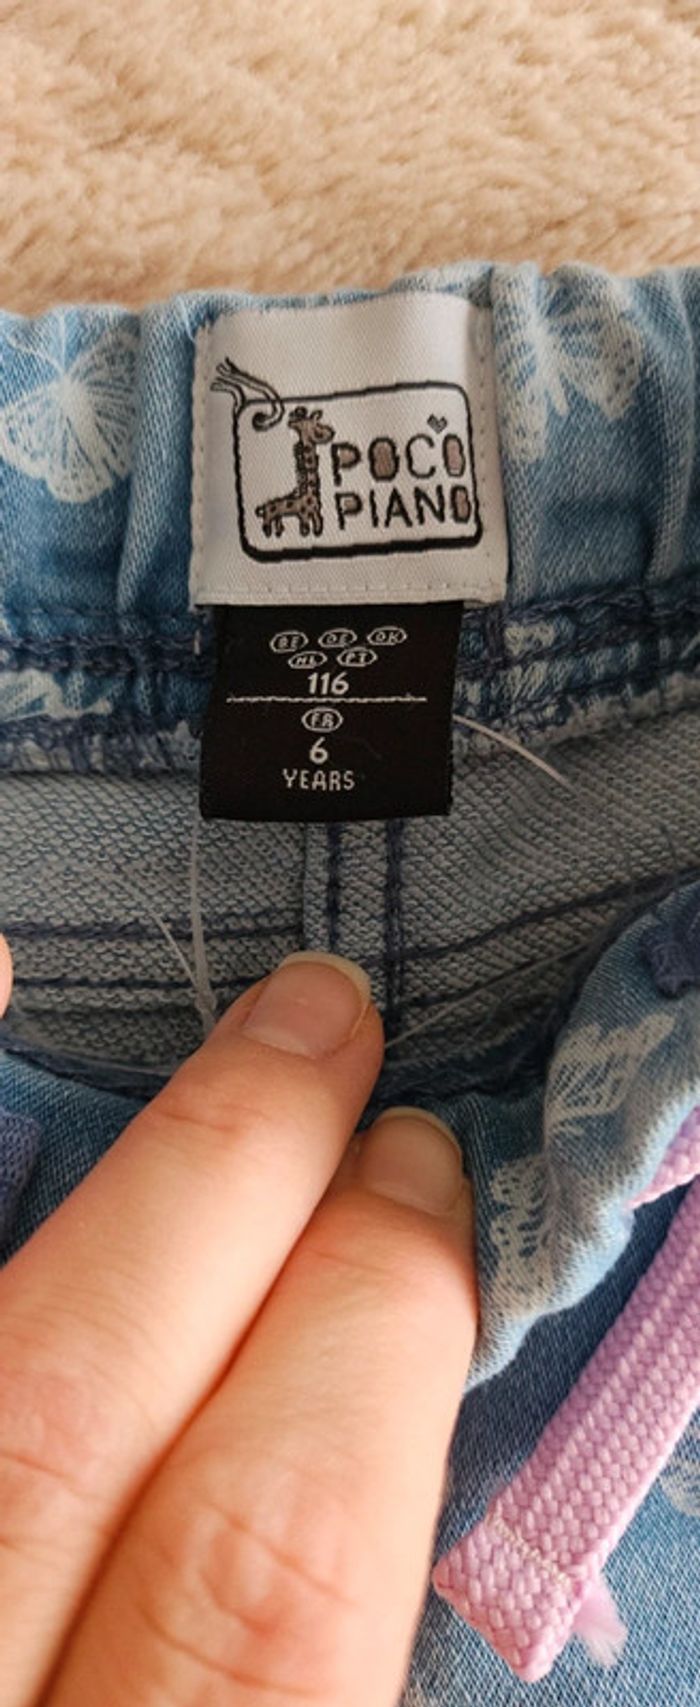 POCO
PIANO
BE DE DK
NL PT
116
FR
6
YEARS